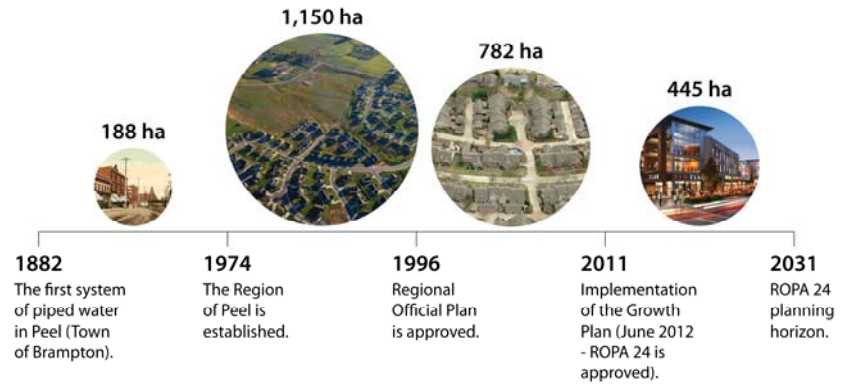 1,150 ha
782 ha
445 ha
188 ha
1882
The first system
of piped water
in Peel (Town
of Brampton).
1974
The Region
of Peel is
established.
1996
Regional
Official Plan
is approved.
2011
Implementation
of the Growth
Plan (June 2012
- ROPA 24 is
approved).
2031
ROPA 24
planning
horizon.